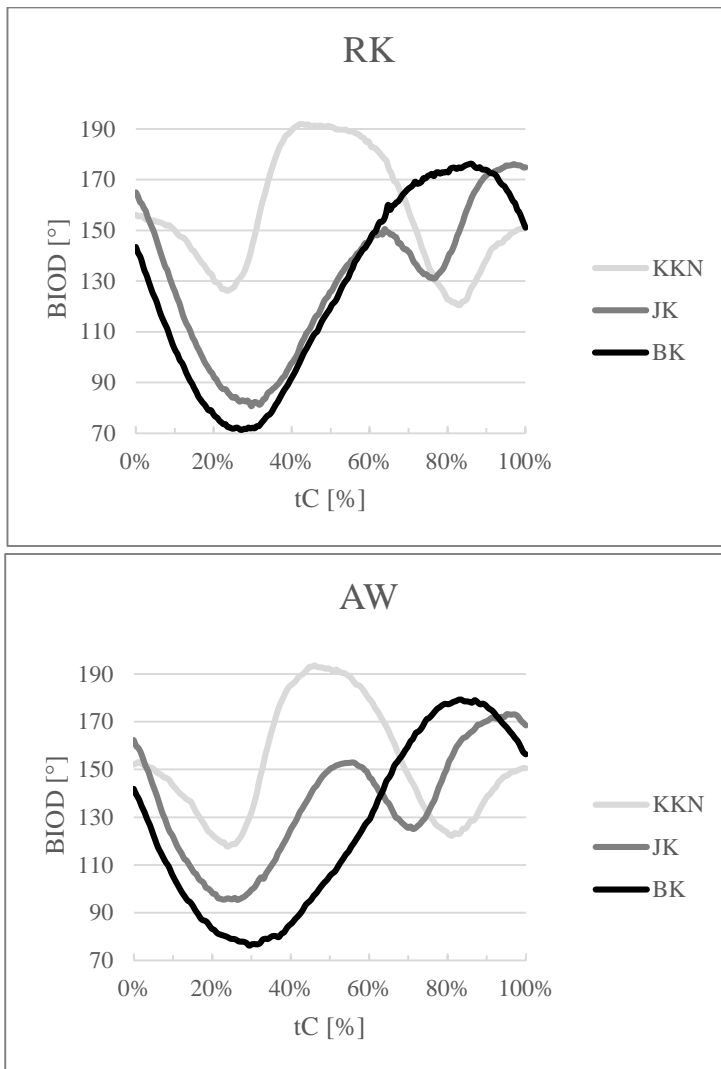 RK
190
170
150
130
110
90
70
BIOD [°]
0% 20% 40% 60% 80% 100%
tC [%]
KKN
JK
BK
AW
190
170
150
130
110
90
70
BIOD [°]
0% 20% 40% 60% 80% 100%
tC [%]
KKN
JK
BK